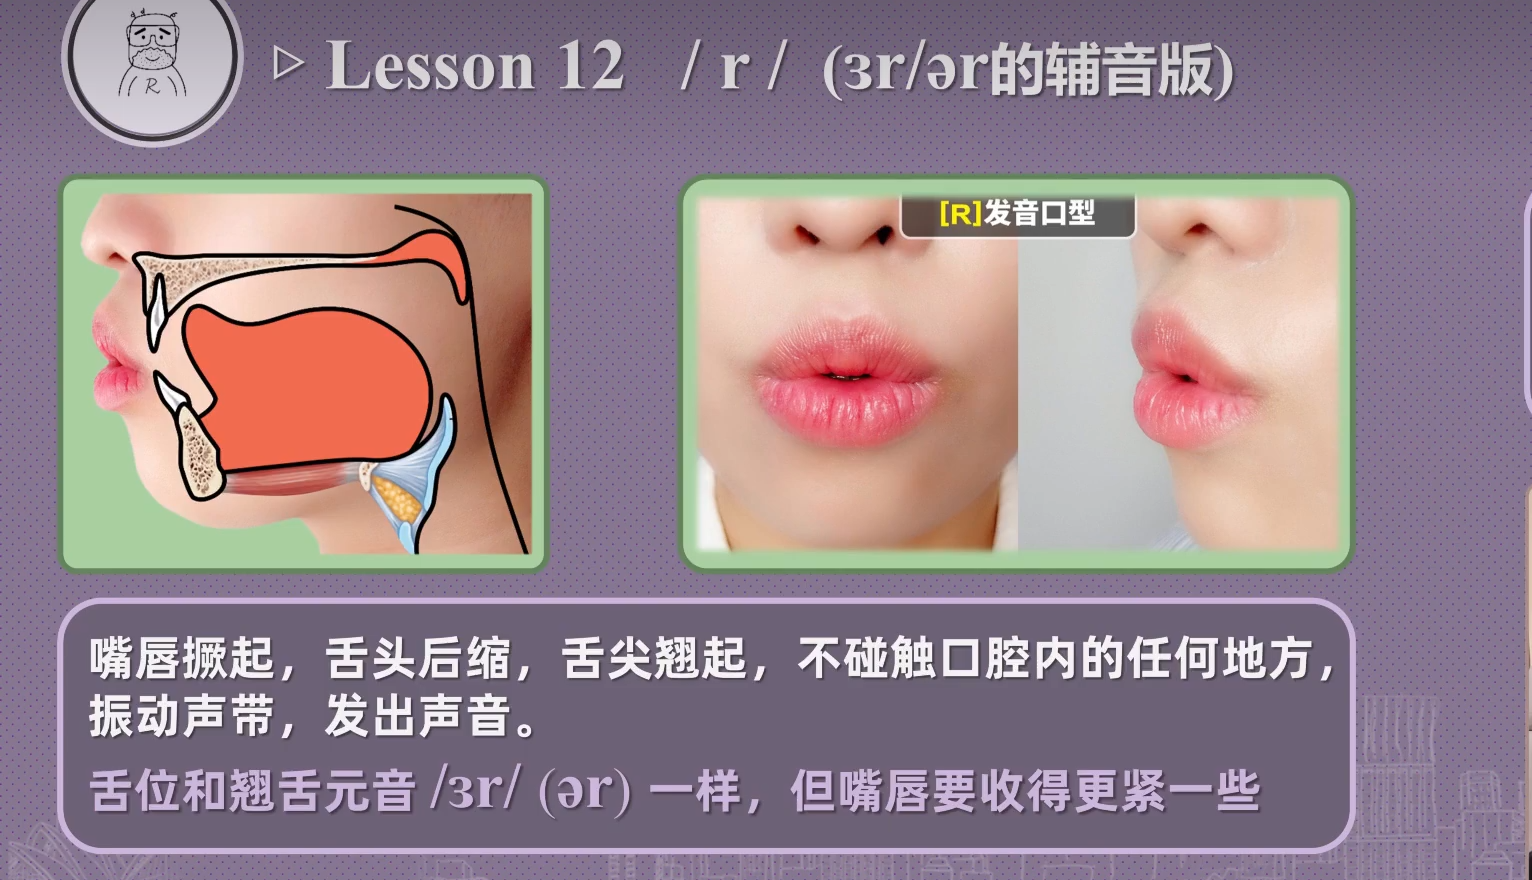 R
Lesson 12 / r / (ɜr/ər的辅音版)
[R]发音口型
嘴唇撅起，舌头后缩，舌尖翘起，不碰触口腔内的任何地方，
振动声带，发出声音。
舌位和翘舌元音 /ɜr/ (ər) 一样，但嘴唇要收得更紧一些